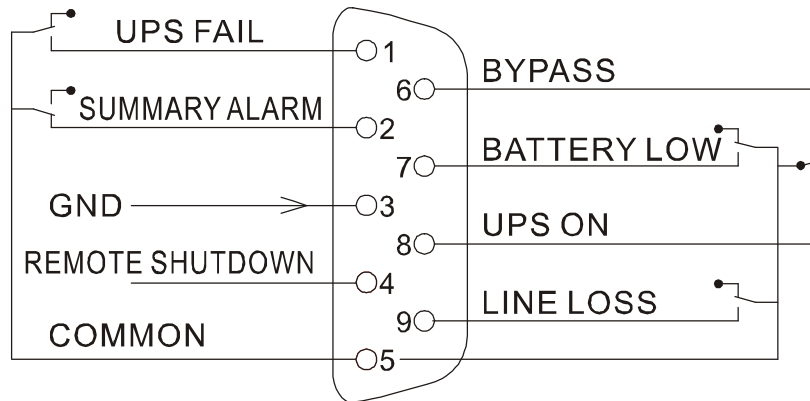 UPS FAIL
1
BYPASS
6
SUMMARY ALARM
2
BATTERY LOW
7
GND
3
UPS ON
8
REMOTE SHUTDOWN
4
LINE LOSS
9
COMMON
5